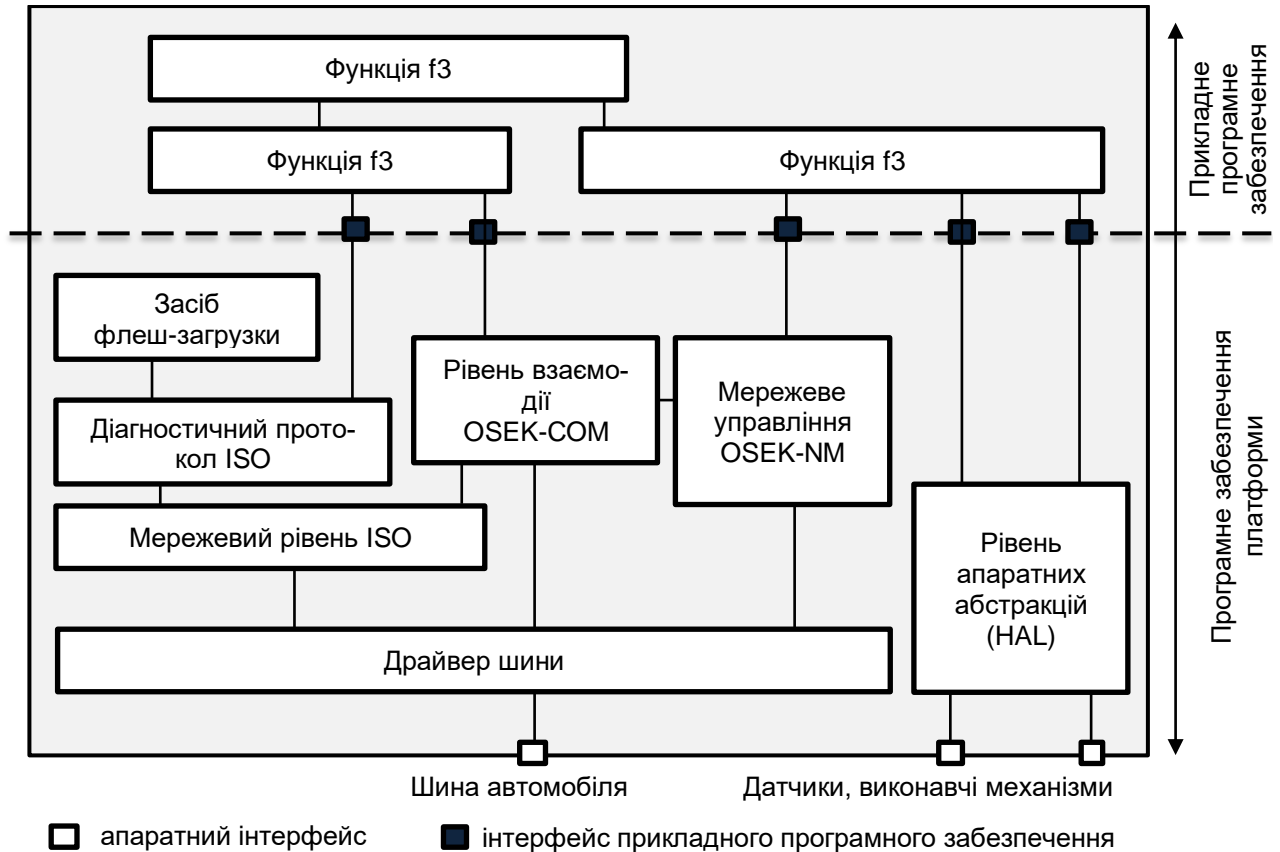 Функція f3
Функція f3
Функція f3
Прикладне
програмне
забезпечення
Засіб
флеш-загрузки
Рівень взаємо-
дії
OSEK-COM
Мережеве
управління
OSEK-NM
Діагностичний прото-
кол ISO
Мережевий рівень ISO
Рівень
апаратних
абстракцій
(HAL)
Програмне забезпечення
платформи
Драйвер шини
Шина автомобіля
Датчики, виконавчі механізми
апаратний інтерфейс
інтерфейс прикладного програмного забезпечення